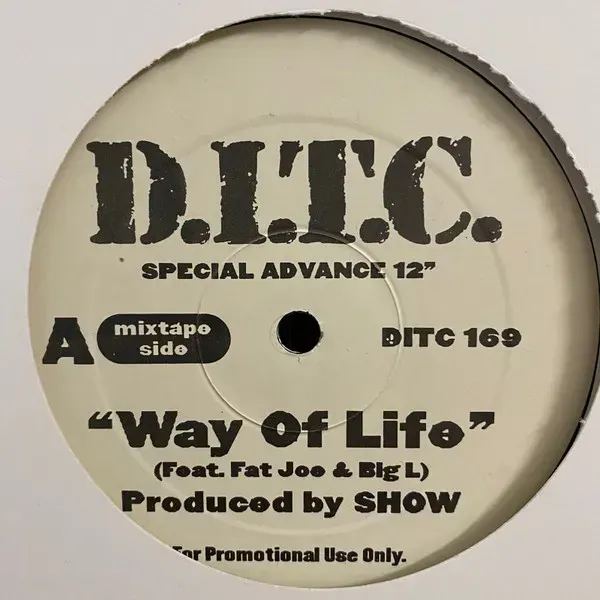 D.I.T.C.
SPECIAL ADVANCE 12”
A mixtape side DITC 169
“Way Of Life”
(Feat. Fat Joe & Big L)
Produced by SHOW
For Promotional Use Only.